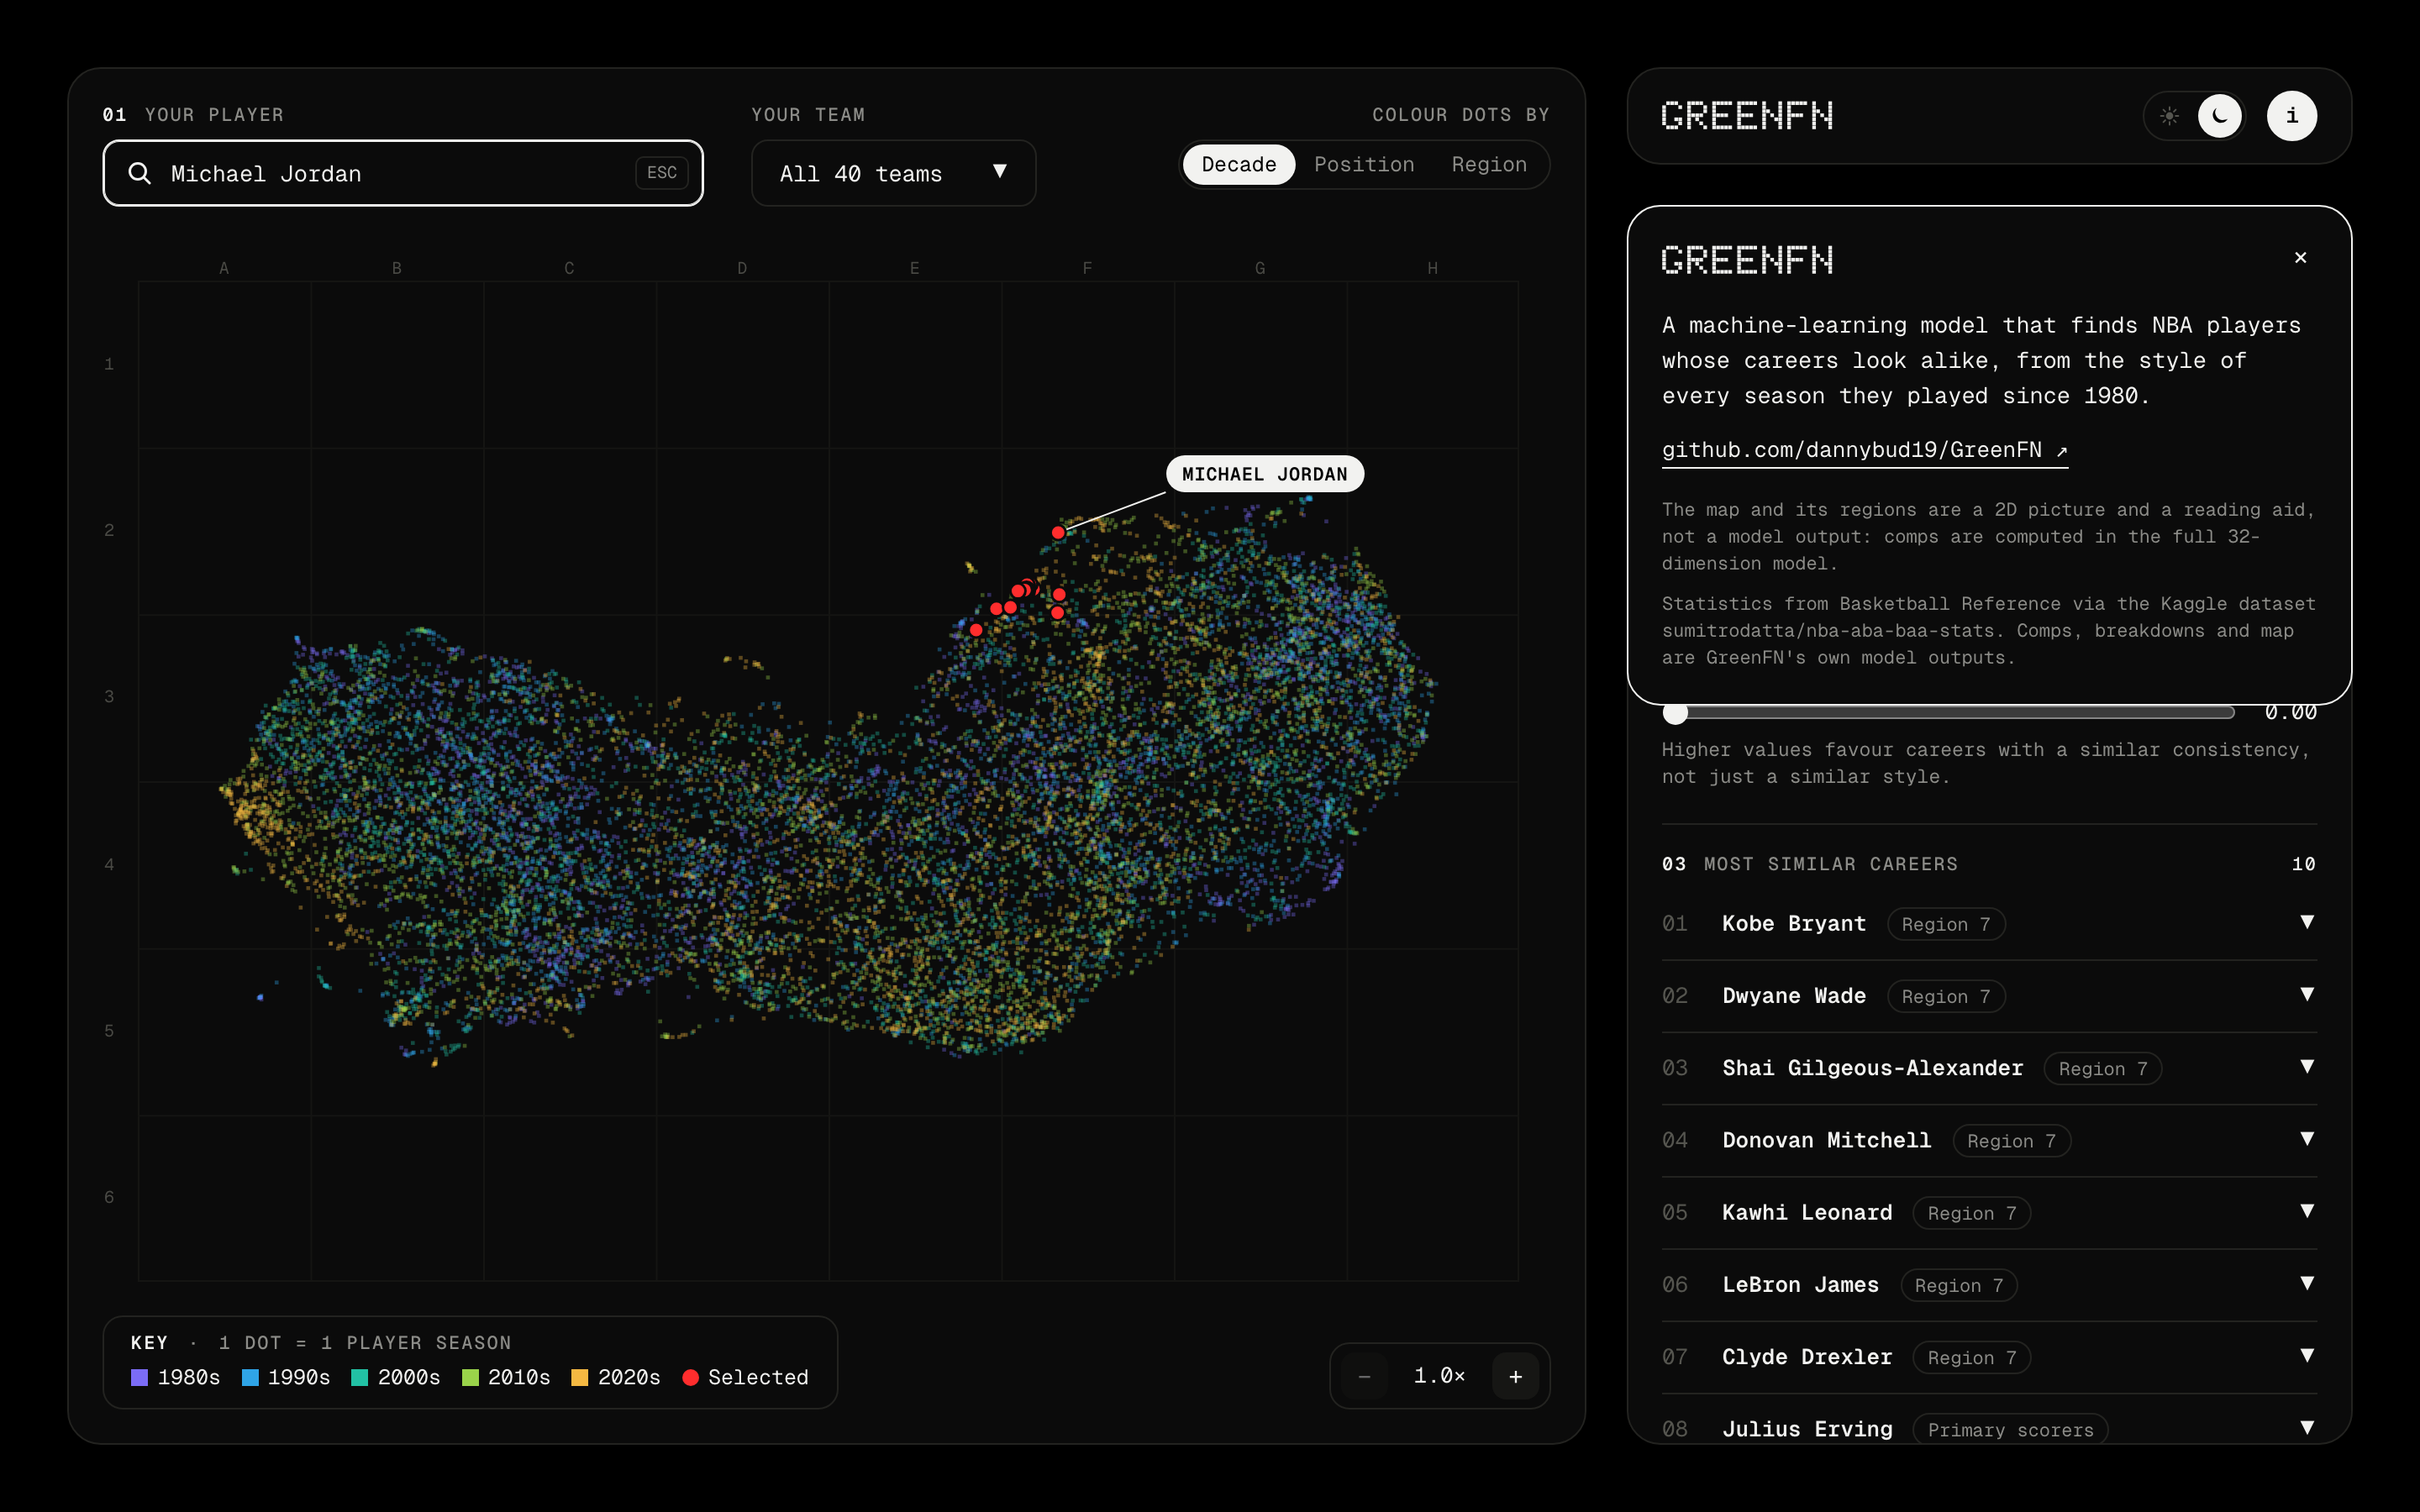 01 YOUR PLAYER
Michael Jordan
ESC
YOUR TEAM
All 40 teams ▼
COLOUR DOTS BY
Decade Position Region
A B C D E F G H
1
2
3
4
5
6
MICHAEL JORDAN
KEY · 1 DOT = 1 PLAYER SEASON
1980s 1990s 2000s 2010s 2020s Selected
− 1.0× +
GREENFN
i
GREENFN
×
A machine-learning model that finds NBA players
whose careers look alike, from the style of
every season they played since 1980.
github.com/dannybud19/GreenFN ↗
The map and its regions are a 2D picture and a reading aid,
not a model output: comps are computed in the full 32-
dimension model.
Statistics from Basketball Reference via the Kaggle dataset
sumitrodatta/nba-aba-baa-stats. Comps, breakdowns and map
are GreenFN's own model outputs.
0.00
Higher values favour careers with a similar consistency,
not just a similar style.
03 MOST SIMILAR CAREERS 10
01 Kobe Bryant Region 7 ▼
02 Dwyane Wade Region 7 ▼
03 Shai Gilgeous-Alexander Region 7 ▼
04 Donovan Mitchell Region 7 ▼
05 Kawhi Leonard Region 7 ▼
06 LeBron James Region 7 ▼
07 Clyde Drexler Region 7 ▼
08 Julius Erving Primary scorers ▼